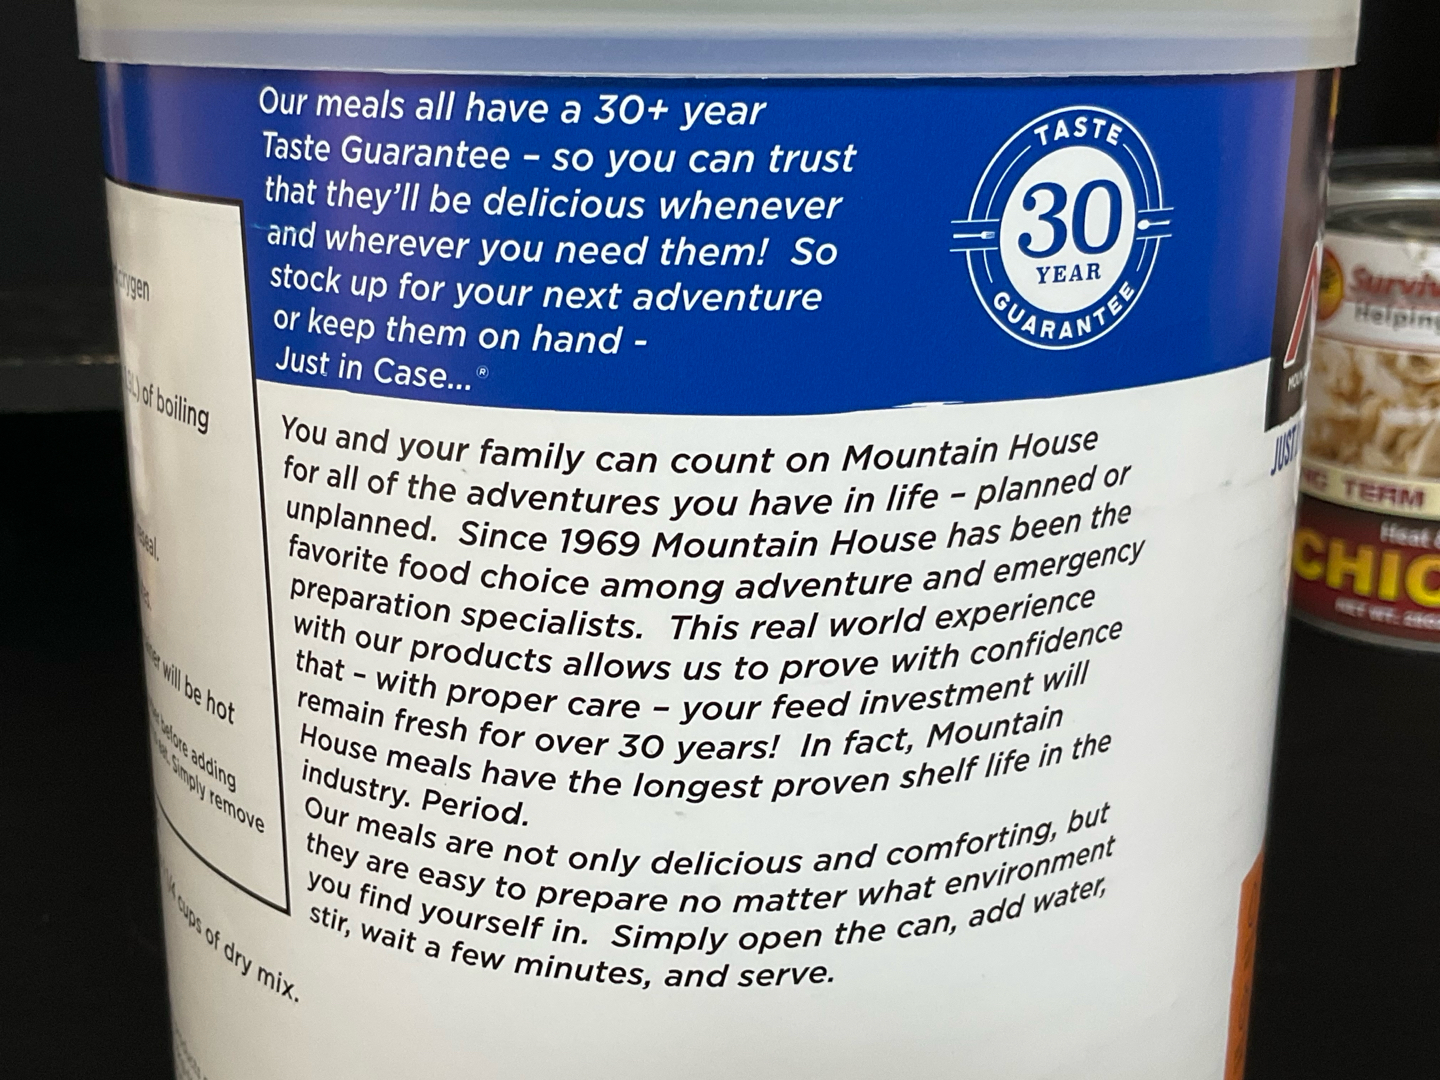 Our meals all have a 30+ year
Taste Guarantee – so you can trust
that they'll be delicious whenever
and wherever you need them! So
stock up for your next adventure
or keep them on hand -
Just in Case...®
TASTE
30
YEAR
GUARANTEE
You and your family can count on Mountain House
for all of the adventures you have in life – planned or
unplanned. Since 1969 Mountain House has been the
favorite food choice among adventure and emergency
preparation specialists. This real world experience
with our products allows us to prove with confidence
that – with proper care – your feed investment will
remain fresh for over 30 years! In fact, Mountain
House meals have the longest proven shelf life in the
industry. Period.
Our meals are not only delicious and comforting, but
they are easy to prepare no matter what environment
you find yourself in. Simply open the can, add water,
stir, wait a few minutes, and serve.
of boiling
will be hot
before adding
Simply remove
cups of dry mix.
JUST
Helping
TERM
Heat
NET WT.